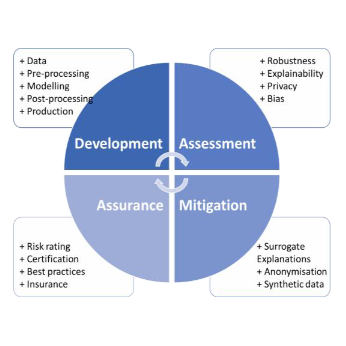 + Data
+ Pre-processing
+ Modelling
+ Post-processing
+ Production
+ Robustness
+ Explainability
+ Privacy
+ Bias
Development
Assessment
Assurance
Mitigation
+ Risk rating
+ Certification
+ Best practices
+ Insurance
+ Surrogate
Explanations
+ Anonymisation
+ Synthetic data